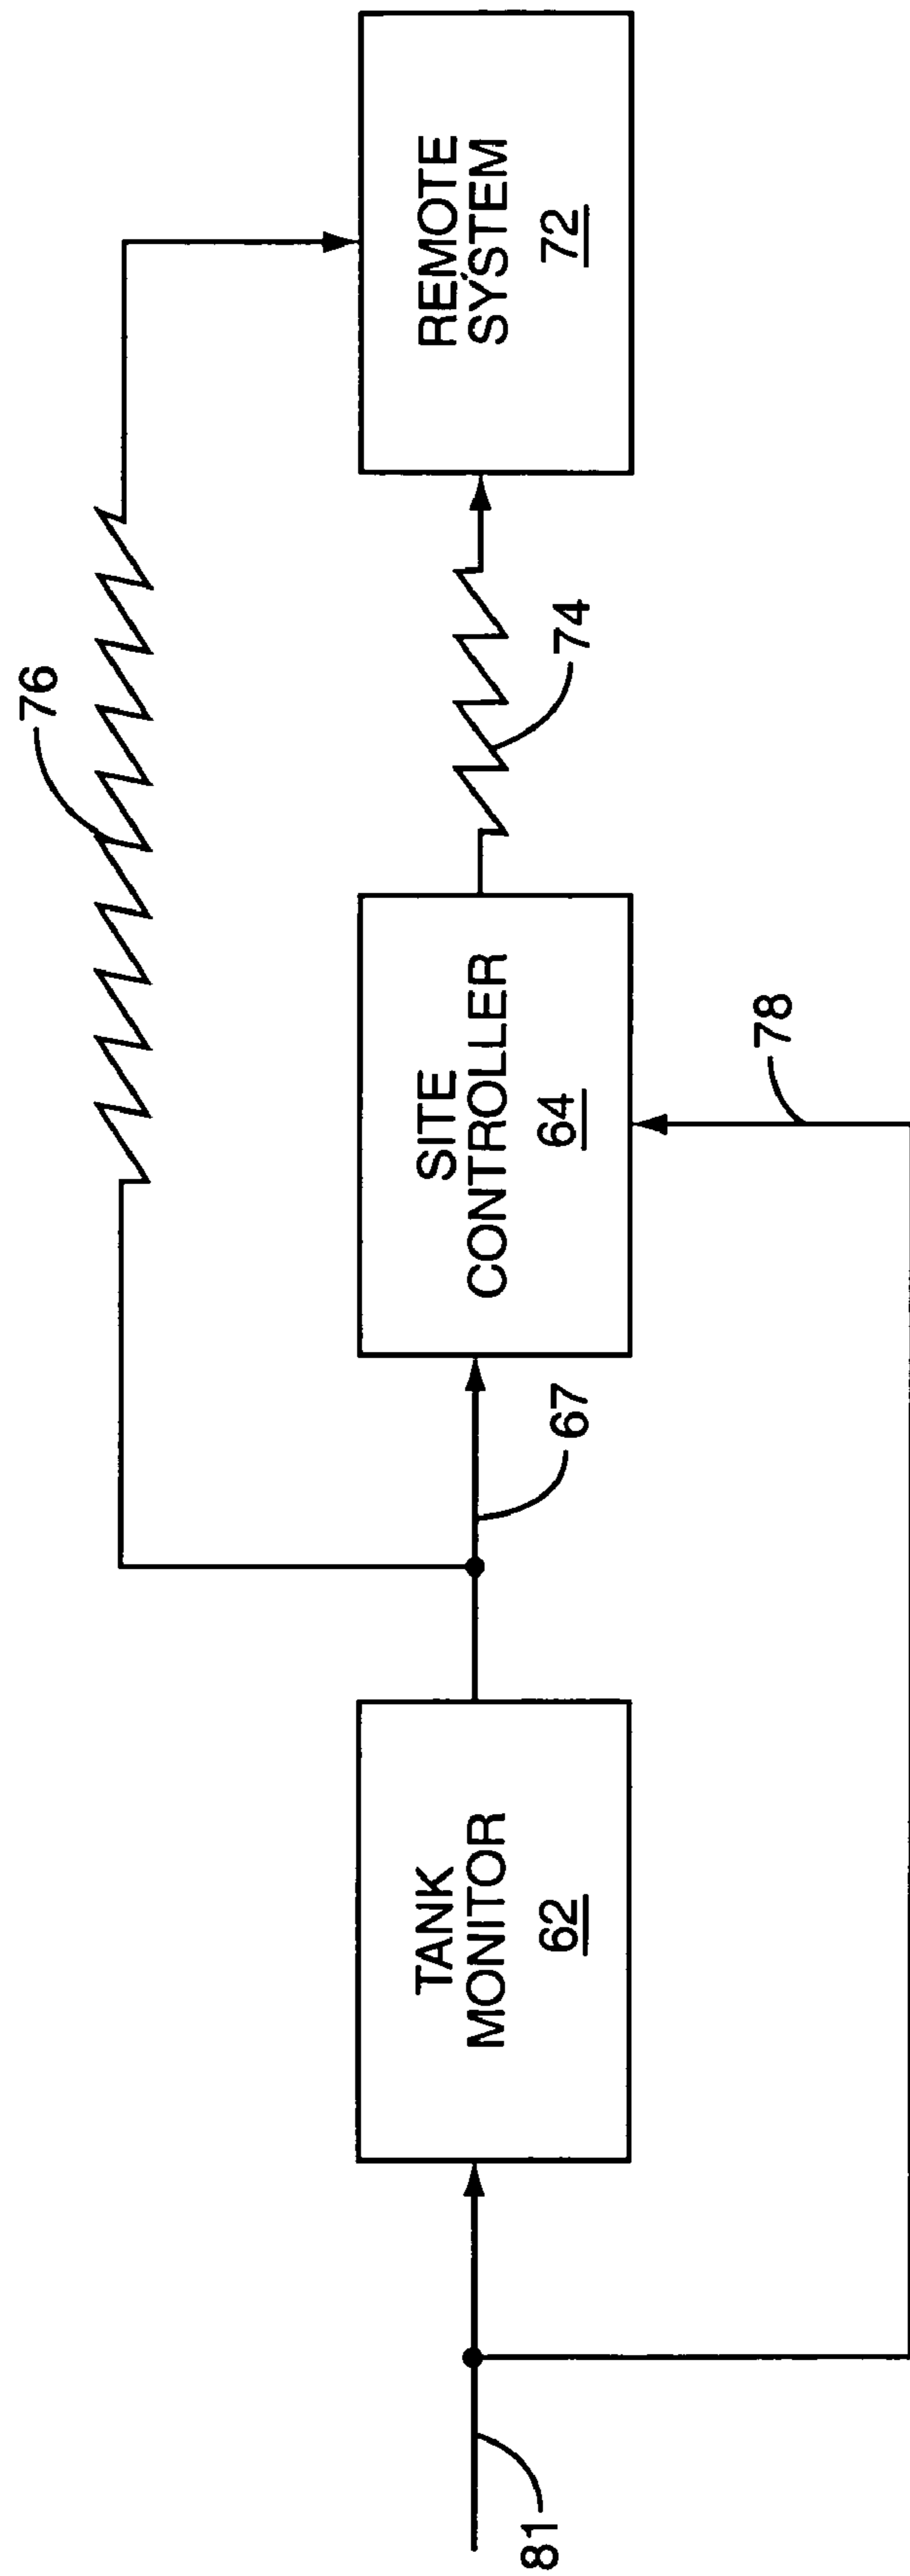 76
REMOTE
SYSTEM
72
74
SITE
CONTROLLER
64
78
67
TANK
MONITOR
62
81